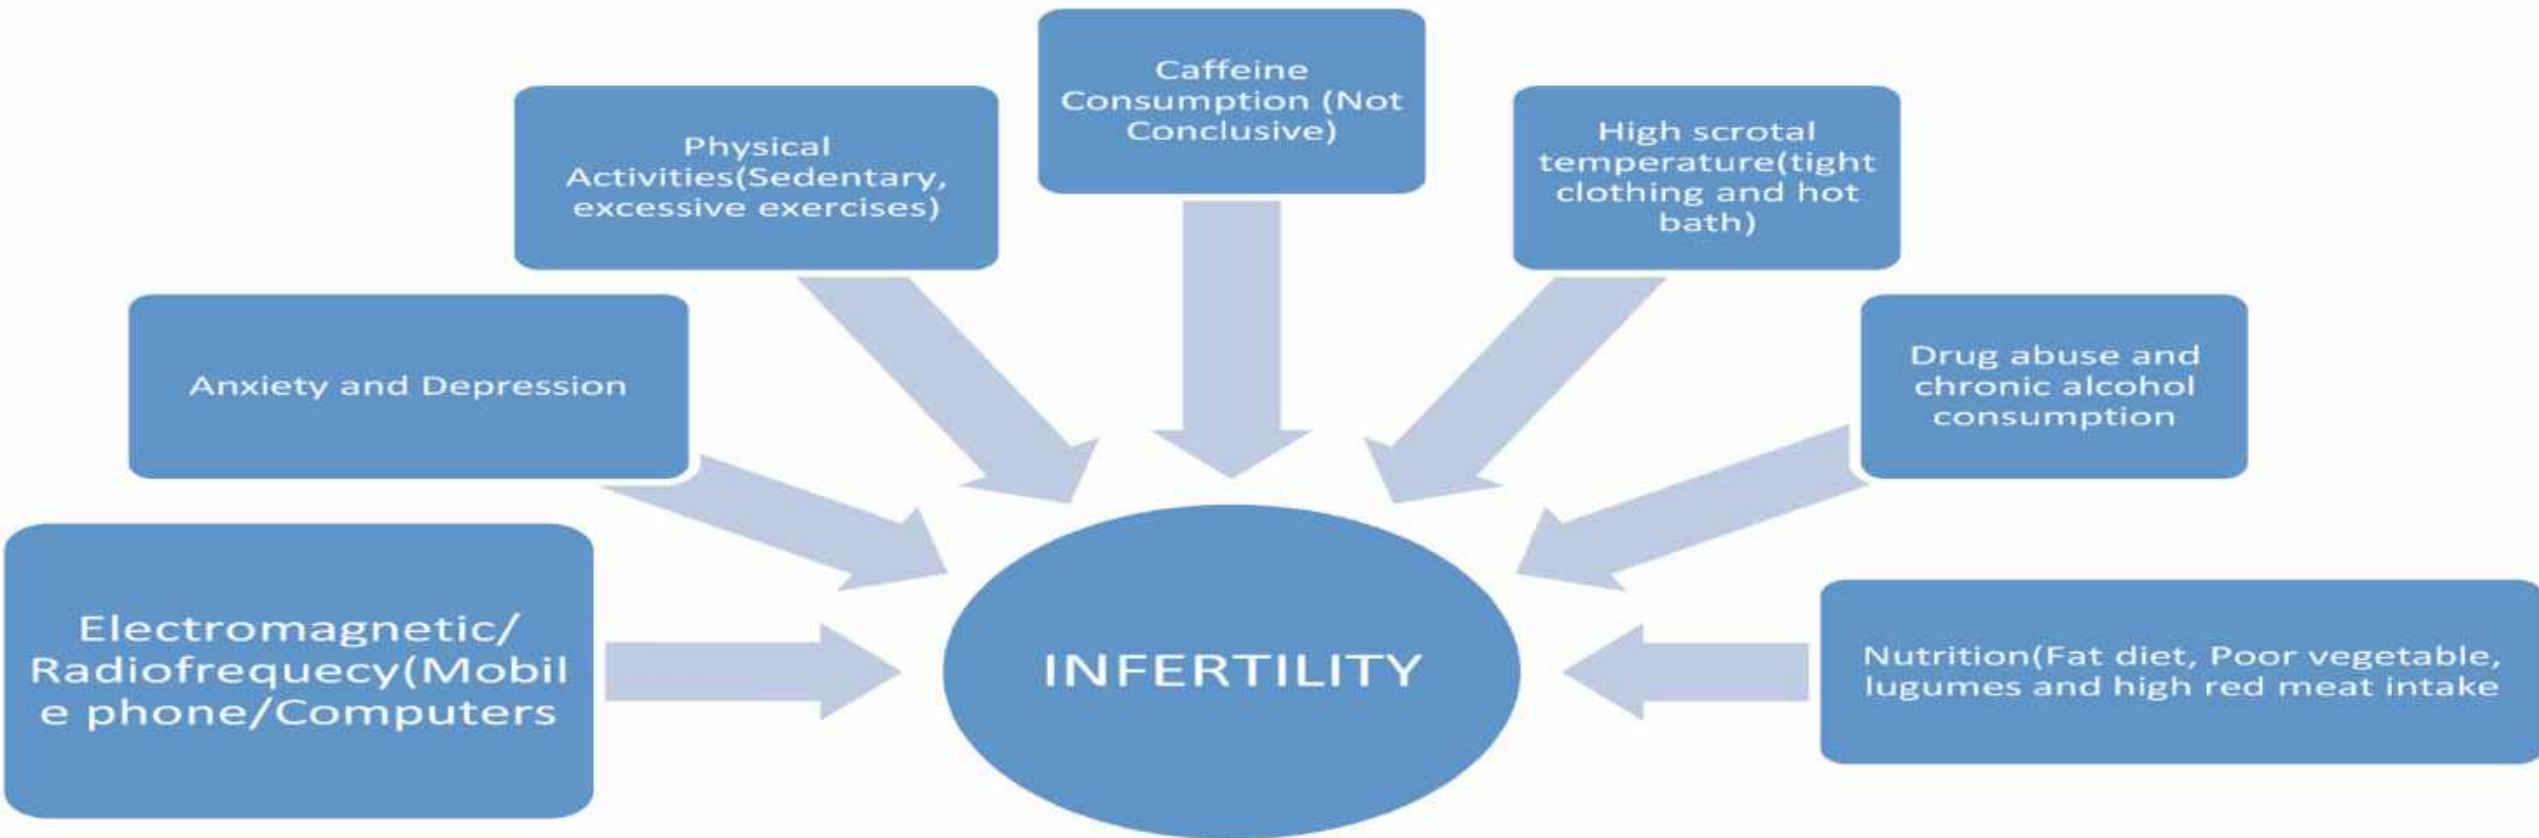 Caffeine
Consumption (Not
Conclusive)
Physical
Activities(Sedentary,
excessive exercises)
High scrotal
temperature(tight
clothing and hot
bath)
Anxiety and Depression
Drug abuse and
chronic alcohol
consumption
Electromagnetic/
Radiofrequecy(Mobil
e phone/Computers
INFERTILITY
Nutrition(Fat diet, Poor vegetable,
lugumes and high red meat intake